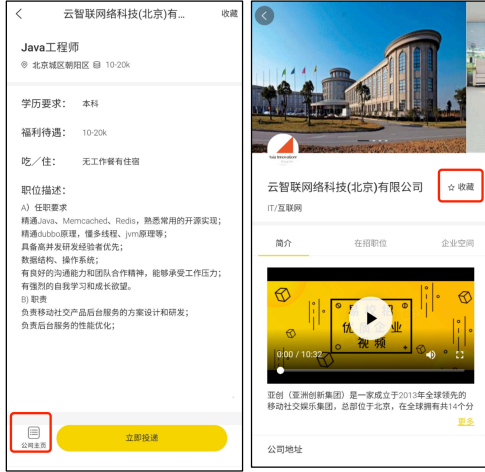 云智联网络科技(北京)有...
收藏
Java工程师
北京城区朝阳区 10-20k
学历要求： 本科
福利待遇： 10-20k
吃／住： 无工作餐有住宿
职位描述：
A）任职要求
精通Java、Memcached、Redis，熟悉常用的开源实现；
精通dubbo原理，懂多线程、jvm原理等；
具备高并发研发经验者优先；
数据结构、操作系统；
有良好的沟通能力和团队合作精神，能够承受工作压力；
有强烈的自我学习和成长欲望。
B) 职责
负责移动社交产品后台服务的方案设计和研发；
负责后台服务的性能优化；
公司主页
立即投递
云智联网络科技(北京)有限公司
☆ 收藏
IT/互联网
简介
在招职位
企业空间
视频
0:00 / 10:32
亚创（亚洲创新集团）是一家成立于2013年全球领先的
移动社交娱乐集团，总部位于北京，在全球拥有共14个分
更多
公司地址